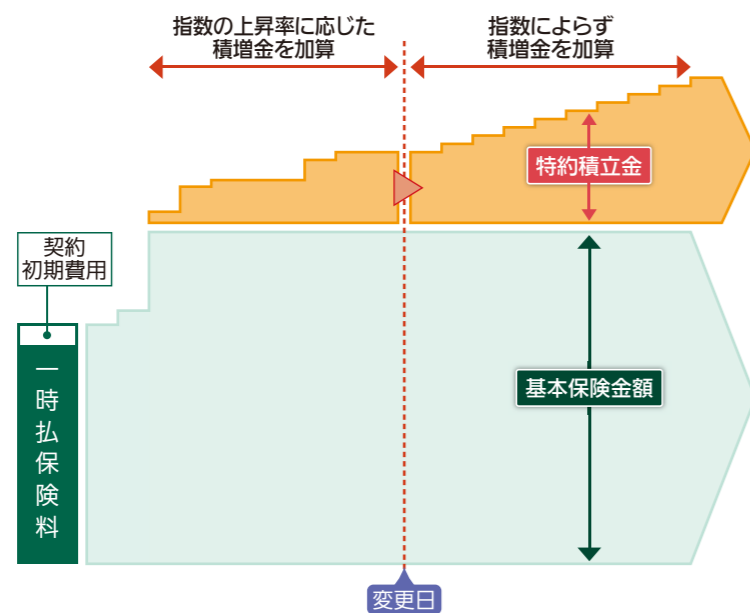 指数の上昇率に応じた
積増金を加算
指数によらず
積増金を加算
特約積立金
契約
初期費用
一時払保険料
基本保険金額
変更日